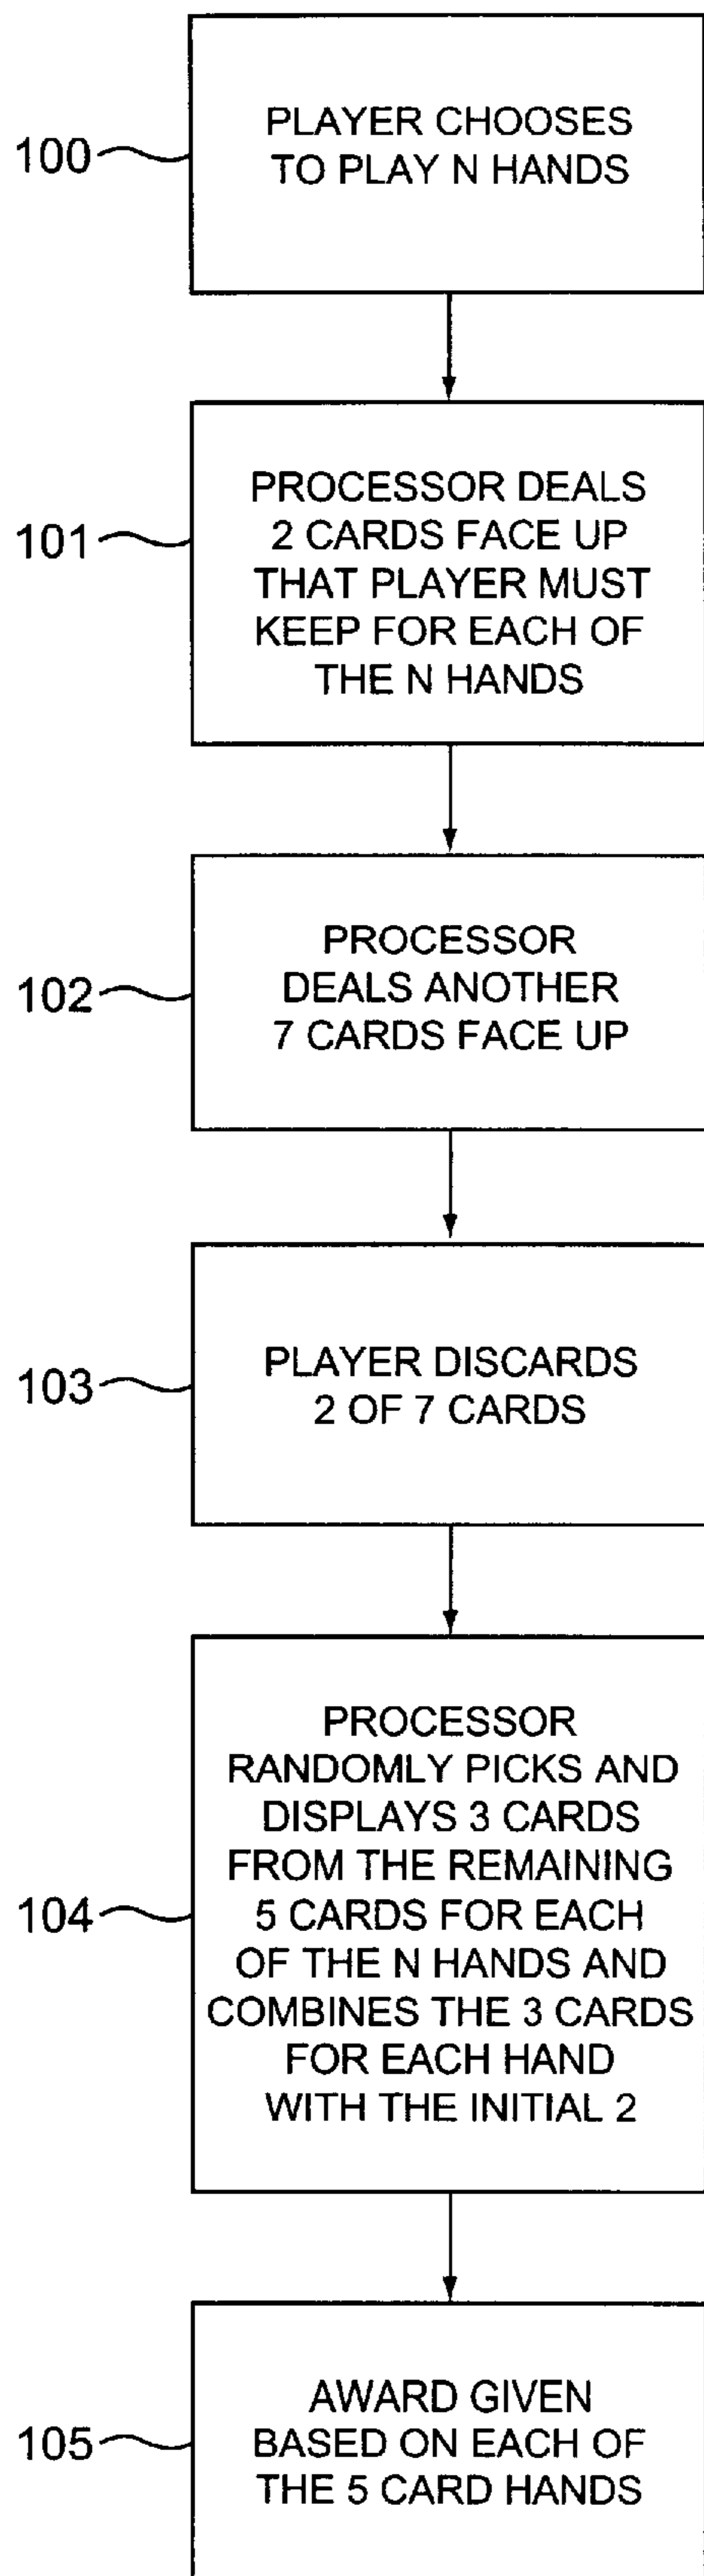 100
PLAYER CHOOSES
TO PLAY N HANDS
101
PROCESSOR DEALS
2 CARDS FACE UP
THAT PLAYER MUST
KEEP FOR EACH OF
THE N HANDS
102
PROCESSOR
DEALS ANOTHER
7 CARDS FACE UP
103
PLAYER DISCARDS
2 OF 7 CARDS
104
PROCESSOR
RANDOMLY PICKS AND
DISPLAYS 3 CARDS
FROM THE REMAINING
5 CARDS FOR EACH
OF THE N HANDS AND
COMBINES THE 3 CARDS
FOR EACH HAND
WITH THE INITIAL 2
105
AWARD GIVEN
BASED ON EACH OF
THE 5 CARD HANDS